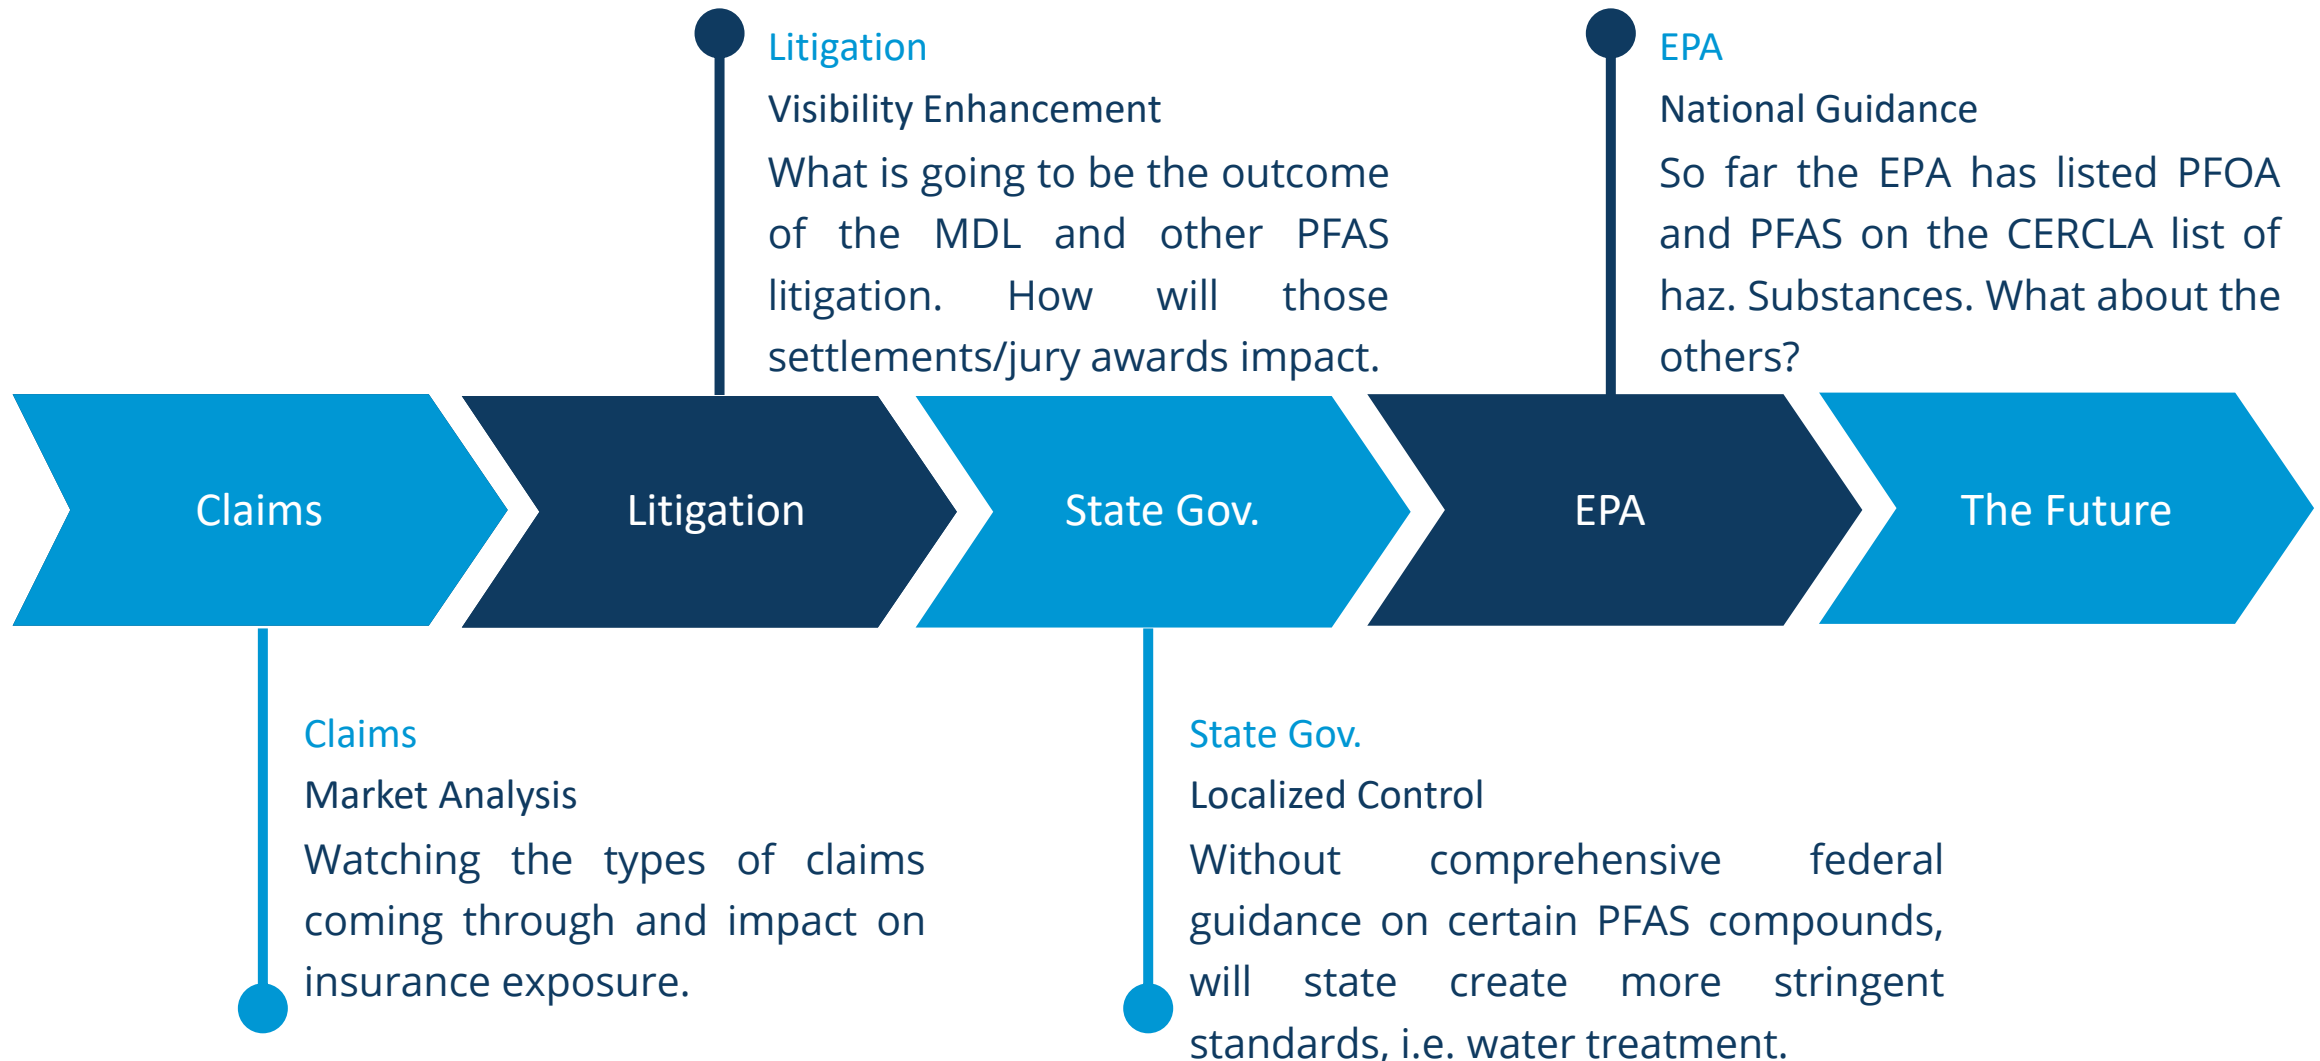 Litigation
Visibility Enhancement
What is going to be the outcome
of the MDL and other PFAS
litigation. How will those
settlements/jury awards impact.
EPA
National Guidance
So far the EPA has listed PFOA
and PFAS on the CERCLA list of
haz. Substances. What about the
others?
Claims
Litigation
State Gov.
EPA
The Future
Claims
Market Analysis
Watching the types of claims
coming through and impact on
insurance exposure.
State Gov.
Localized Control
Without comprehensive federal
guidance on certain PFAS compounds,
will state create more stringent
standards, i.e. water treatment.